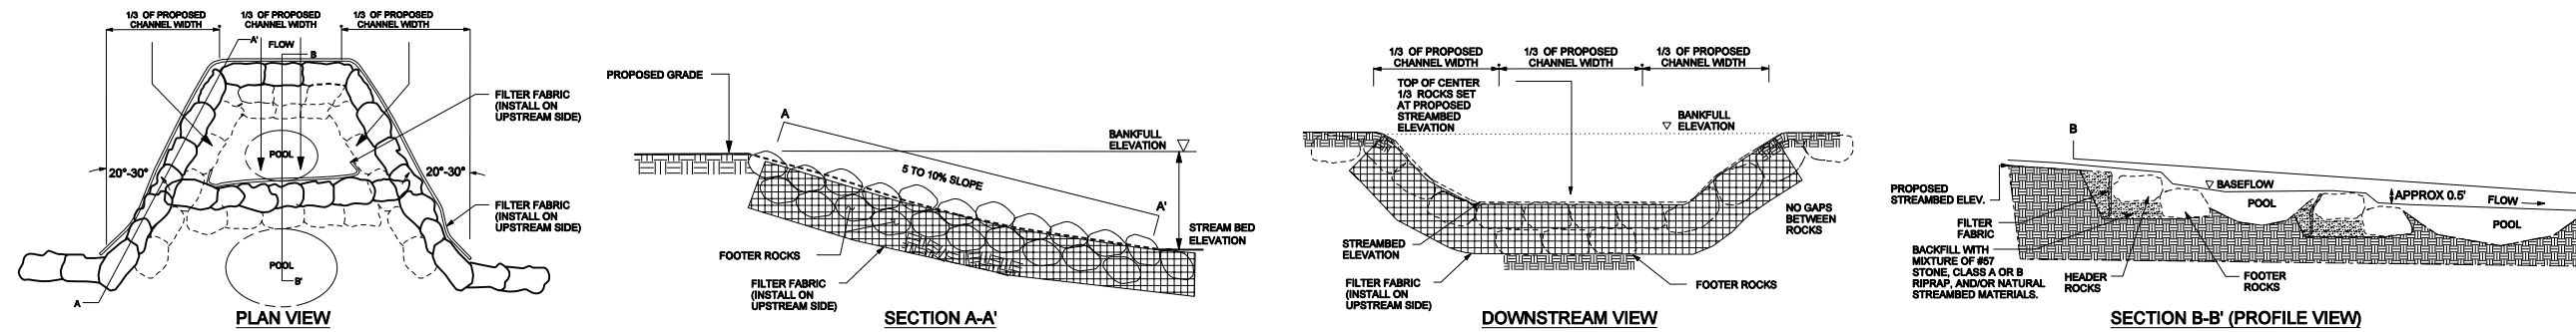 1/3 OF PROPOSED
CHANNEL WIDTH
1/3 OF PROPOSED
CHANNEL WIDTH
1/3 OF PROPOSED
CHANNEL WIDTH
A'
FLOW
B
FILTER FABRIC
(INSTALL ON
UPSTREAM SIDE)
POOL
20°-30°
20°-30°
FILTER FABRIC
(INSTALL ON
UPSTREAM SIDE)
POOL
B'
A
PLAN VIEW
PROPOSED GRADE
A
BANKFULL
ELEVATION
5 TO 10% SLOPE
A'
STREAM BED
ELEVATION
FOOTER ROCKS
FILTER FABRIC
(INSTALL ON
UPSTREAM SIDE)
SECTION A-A'
1/3 OF PROPOSED
CHANNEL WIDTH
1/3 OF PROPOSED
CHANNEL WIDTH
1/3 OF PROPOSED
CHANNEL WIDTH
TOP OF CENTER
1/3 ROCKS SET
AT PROPOSED
STREAMBED
ELEVATION
BANKFULL
ELEVATION
NO GAPS
BETWEEN
ROCKS
STREAMBED
ELEVATION
FILTER FABRIC
(INSTALL ON
UPSTREAM SIDE)
FOOTER ROCKS
DOWNSTREAM VIEW
B
PROPOSED
STREAMBED ELEV.
BASEFLOW
APPROX 0.5'
FLOW
POOL
POOL
FILTER
FABRIC
BACKFILL WITH
MIXTURE OF #57
STONE, CLASS A OR B
RIPRAP, AND/OR NATURAL
STREAMBED MATERIALS.
HEADER
ROCKS
FOOTER
ROCKS
SECTION B-B' (PROFILE VIEW)